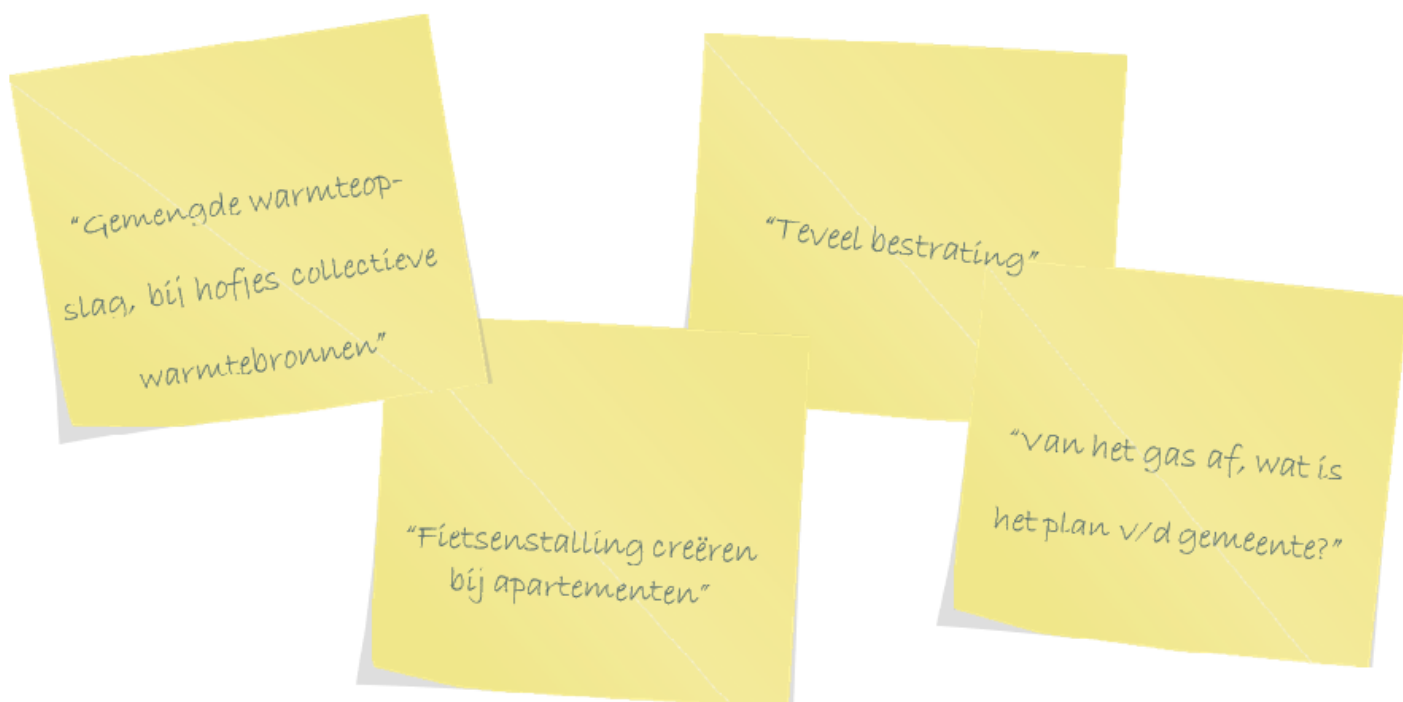 "Gemengde warmteop-
slag, bij hofjes collectieve
warmtebronnen"
"Teveel bestrating"
"Fietsenstalling creëren
bij apartementen"
"Van het gas af, wat is
het plan v/d gemeente?"